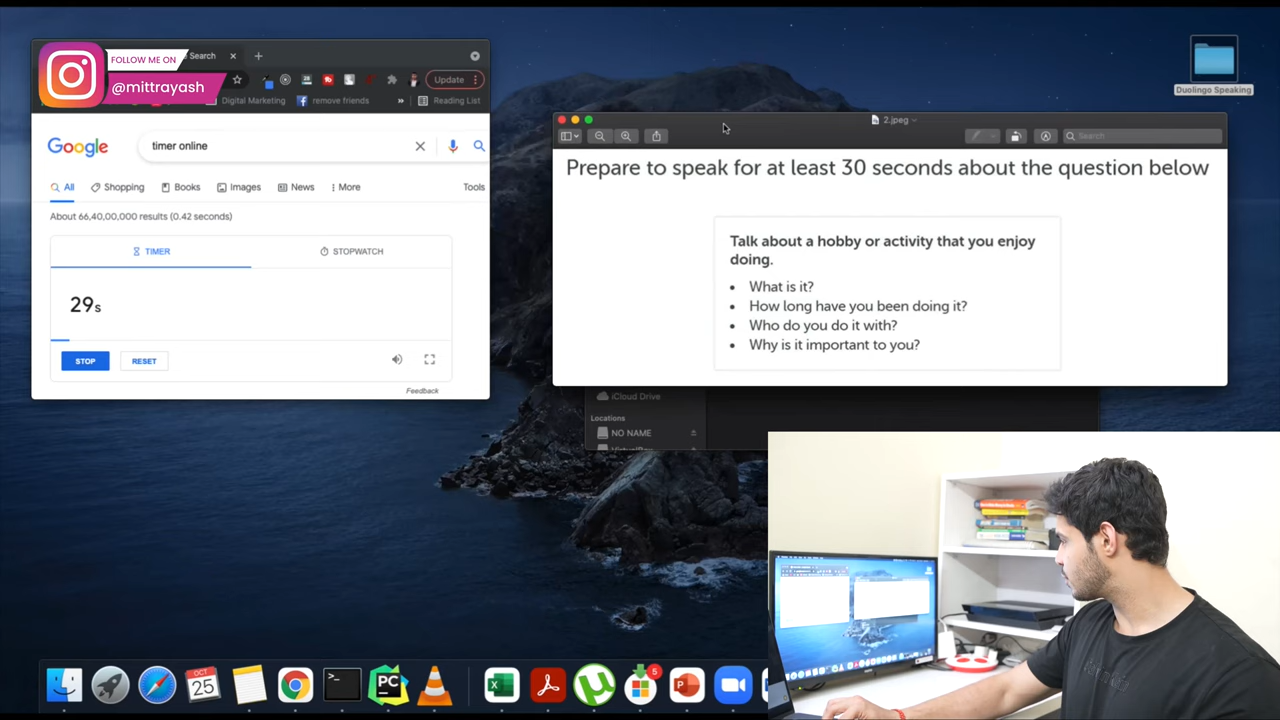 FOLLOW ME ON
@mittrayash
Search
Update
Digital Marketing
remove friends
»
Reading List
Google
timer online
All
Shopping
Books
Images
News
More
Tools
About 66,40,00,000 results (0.42 seconds)
TIMER
STOPWATCH
29s
STOP
RESET
Feedback
Duolingo Speaking
2.jpeg
Search
Prepare to speak for at least 30 seconds about the question below
Talk about a hobby or activity that you enjoy
doing.
• What is it?
• How long have you been doing it?
• Who do you do it with?
• Why is it important to you?
iCloud Drive
Locations
NO NAME
OCT
25
>_
PC
5